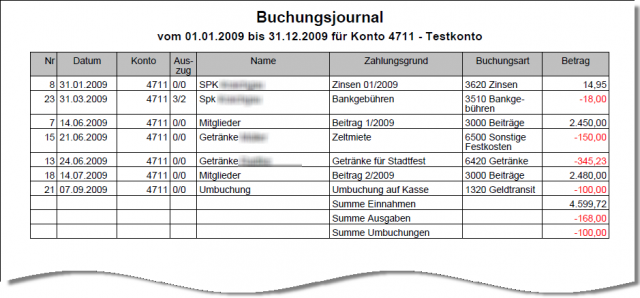 Buchungsjournal
vom 01.01.2009 bis 31.12.2009 für Konto 4711 - Testkonto
Nr Datum Konto Aus-zug Name Zahlungsgrund Buchungsart Betrag
8 31.01.2009 4711 0/0 SPK Zinsen 01/2009 3620 Zinsen 14,95
23 31.03.2009 4711 3/2 Spk Bankgebühren 3510 Bankge- -18,00
bühren
7 14.06.2009 4711 0/0 Mitglieder Beitrag 1/2009 3000 Beiträge 2.450,00
15 21.06.2009 4711 0/0 Getränke Zeltmiete 6500 Sonstige -150,00
Festkosten
13 24.06.2009 4711 0/0 Getränke Getränke für Stadtfest 6420 Getränke -345,23
18 14.07.2009 4711 0/0 Mitglieder Beitrag 2/2009 3000 Beiträge 2.480,00
21 07.09.2009 4711 0/0 Umbuchung Umbuchung auf Kasse 1320 Geldtransit -100,00
Summe Einnahmen 4.599,72
Summe Ausgaben -168,00
Summe Umbuchungen -100,00